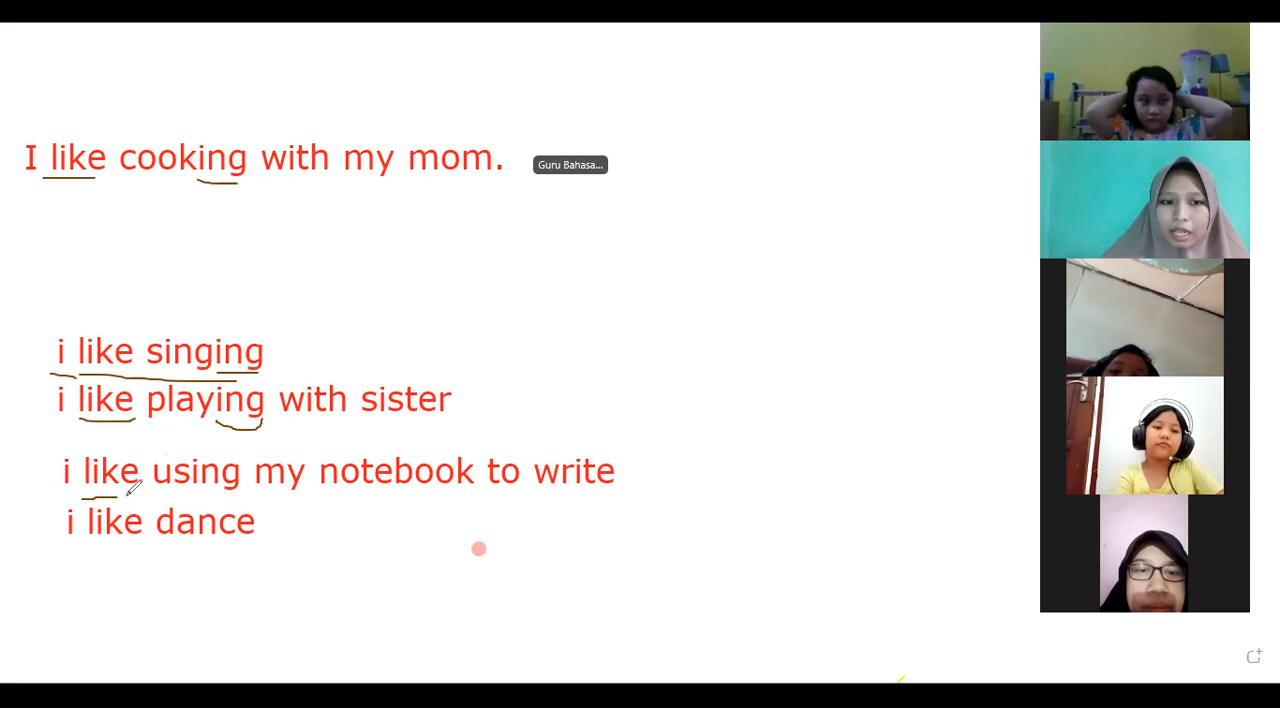 I like cooking with my mom.
Guru Bahasa...
i like singing
i like playing with sister
i like using my notebook to write
i like dance